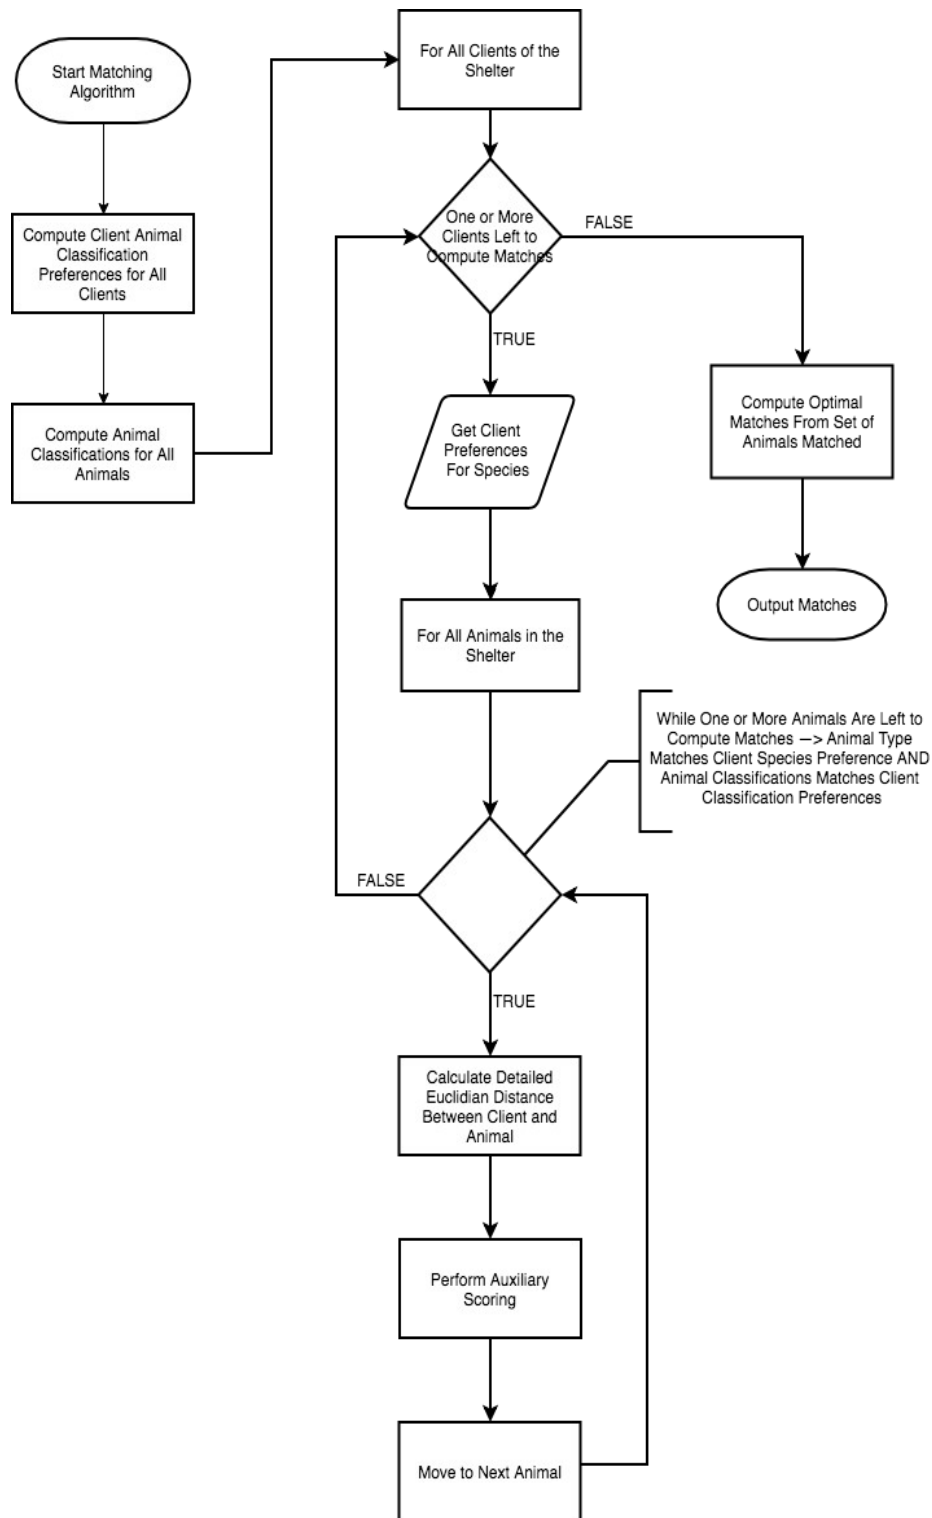 Start Matching
Algorithm
Compute Client Animal
Classification
Preferences for All
Clients
Compute Animal
Classifications for All
Animals
For All Clients of the
Shelter
One or More
Clients Left to
Compute Matches
FALSE
TRUE
Get Client
Preferences
For Species
Compute Optimal
Matches From Set of
Animals Matched
Output Matches
For All Animals in the
Shelter
While One or More Animals Are Left to
Compute Matches —> Animal Type
Matches Client Species Preference AND
Animal Classifications Matches Client
Classification Preferences
FALSE
TRUE
Calculate Detailed
Euclidian Distance
Between Client and
Animal
Perform Auxiliary
Scoring
Move to Next Animal